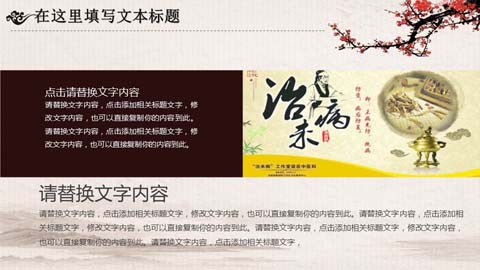 在这里填写文本标题
点击请替换文字内容
请替换文字内容，点击添加相关标题文字，修
改文字内容，也可以直接复制你的内容到此。
请替换文字内容，点击添加相关标题文字，修
改文字内容，也可以直接复制你的内容到此。
治未病
“治未病”工作室诞东中医科
请替换文字内容
请替换文字内容，点击添加相关标题文字，修改文字内容，也可以直接复制你的内容到此。请替换文字内容，点击添加相
关标题文字，修改文字内容，也可以直接复制你的内容到此。请替换文字内容，点击添加相关标题文字，修改文字内容，
也可以直接复制你的内容到此。请替换文字内容，点击添加相关标题文字，